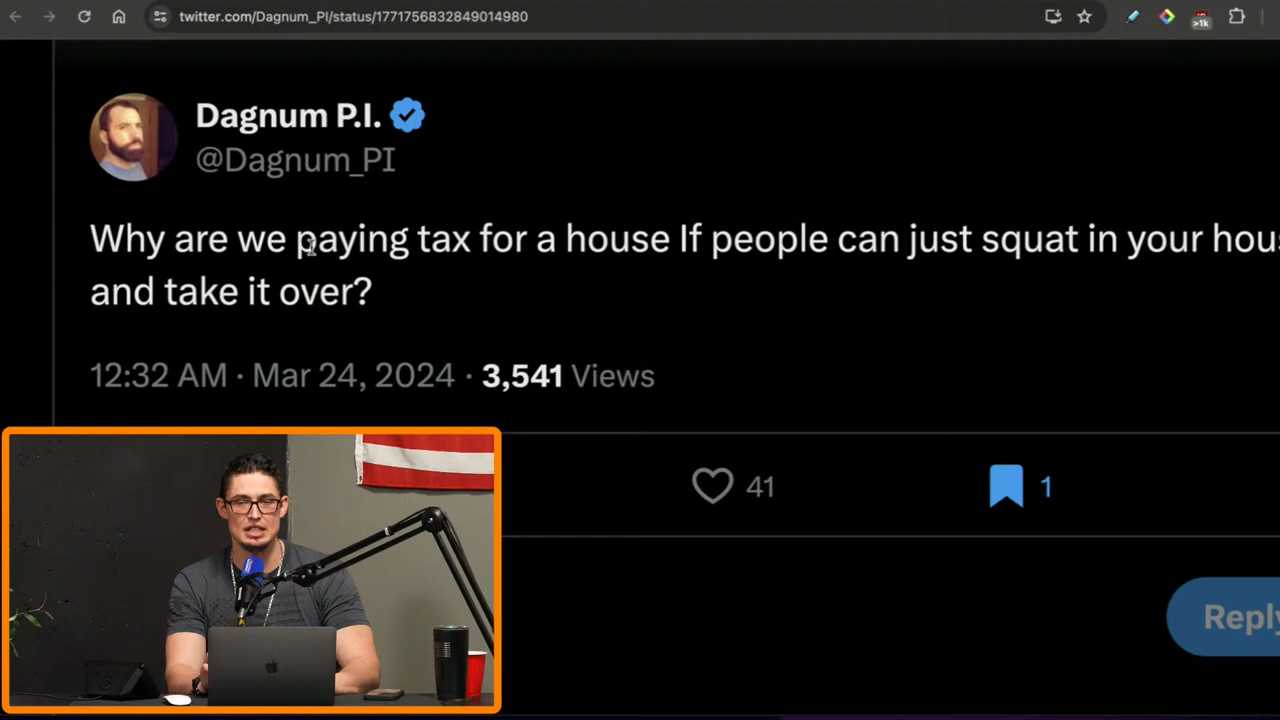 twitter.com/Dagnum_PI/status/1771756832849014980
>1k
Dagnum P.I.
@Dagnum_PI
Why are we paying tax for a house If people can just squat in your hous
and take it over?
12:32 AM · Mar 24, 2024 · 3,541 Views
41
1
Reply